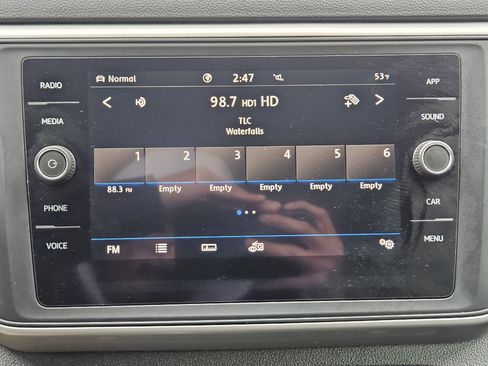 Normal 2:47 53°F
RADIO APP
98.7 HD1 HD
MEDIA SOUND
TLC
Waterfalls
1 2 3 4 5 6
88.3 FM Empty Empty Empty Empty Empty
PHONE CAR
VOICE MENU
FM